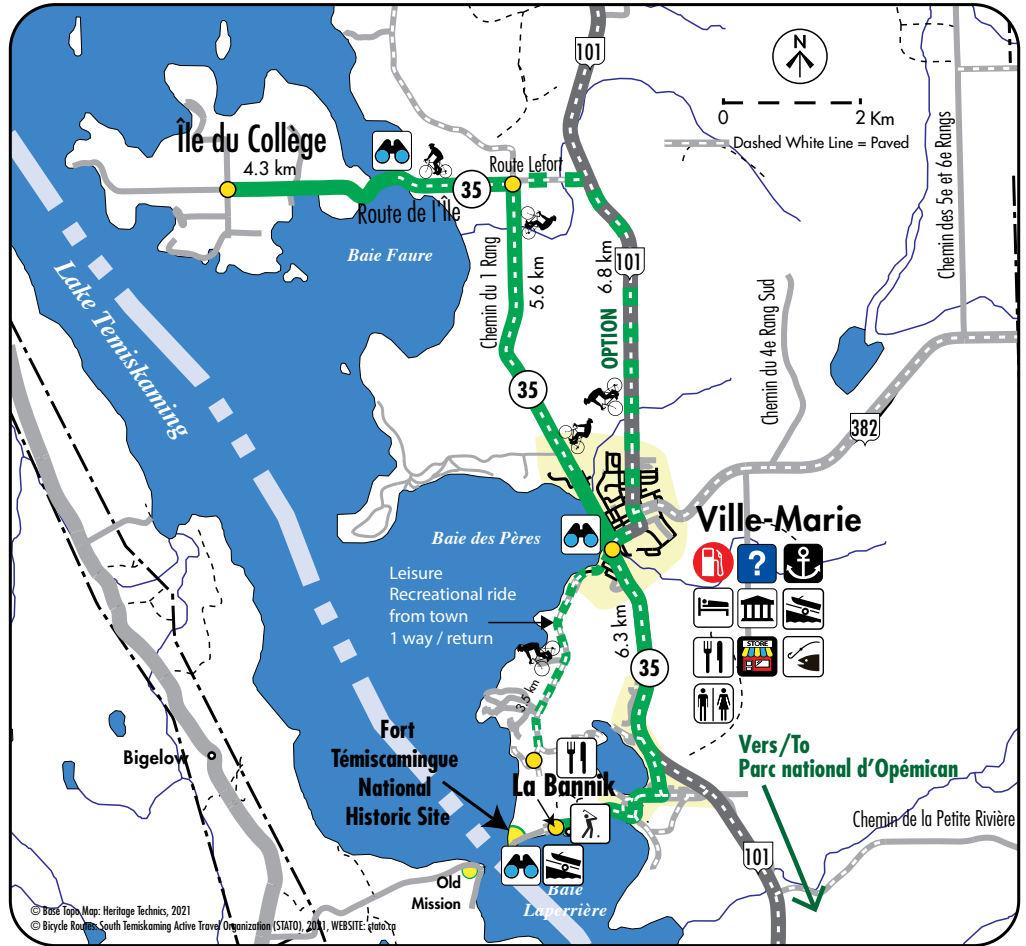 101
N
0
2 Km
Dashed White Line = Paved
Île du Collège
4.3 km
35
Route Lefort
Route de l'Île
Baie Faure
Chemin du 1 Rang
5.6 km
6.8 km
101
OPTION
Chemin des 5e et 6e Rangs
Chemin du 4e Rang Sud
Lake Temiskaming
35
382
Ville-Marie
?
STORE
Baie des Pères
Leisure
Recreational ride
from town
1 way / return
6.3 km
35
3.5 km
Fort
Témiscamingue
National
Historic Site
Bigelow
La Bannik
Vers/To
Parc national d'Opémican
Chemin de la Petite Rivière
101
Old
Mission
Baie
Laperrière
© Base Topo Map: Heritage Technics, 2021
© Bicycle Routes: South Temiskaming Active Travel Organization (STATO), 2021, WEBSITE: stato.ca